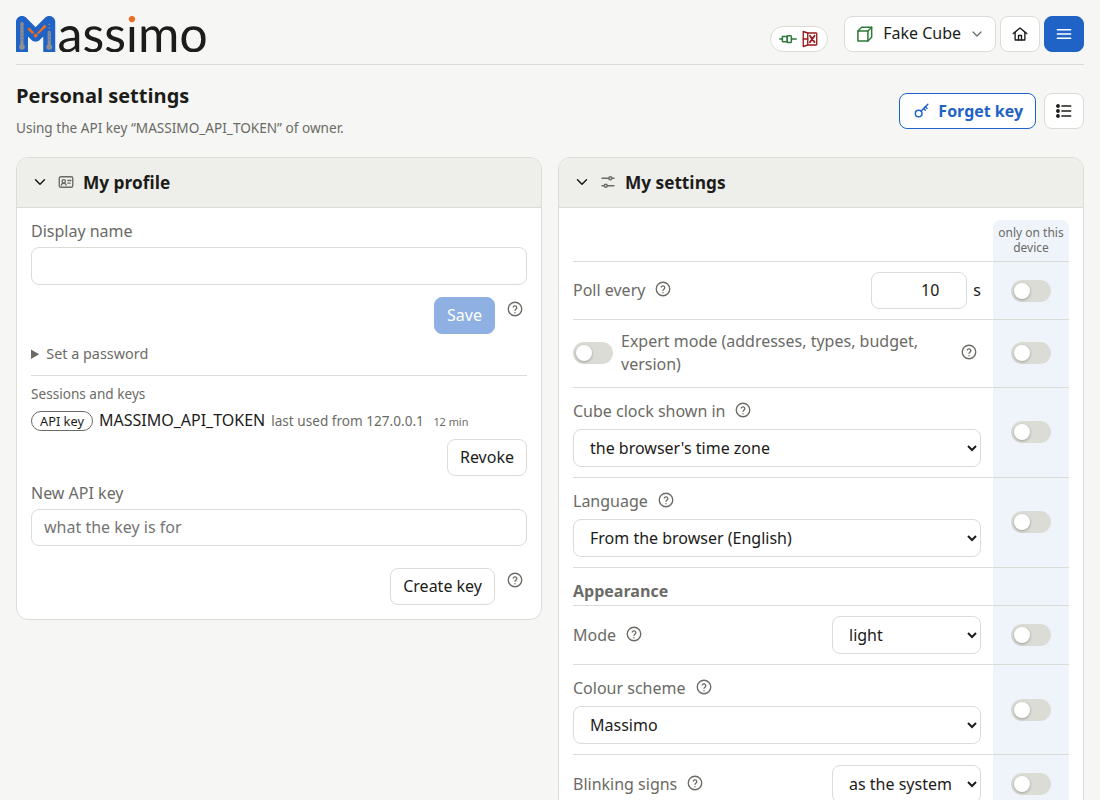 Massimo
Fake Cube
Personal settings
Using the API key “MASSIMO_API_TOKEN” of owner.
Forget key
My profile
Display name
Save
Set a password
Sessions and keys
API key MASSIMO_API_TOKEN last used from 127.0.0.1 12 min
Revoke
New API key
what the key is for
Create key
My settings
only on this
device
Poll every 10 s
Expert mode (addresses, types, budget,
version)
Cube clock shown in
the browser's time zone
Language
From the browser (English)
Appearance
Mode light
Colour scheme
Massimo
Blinking signs as the system